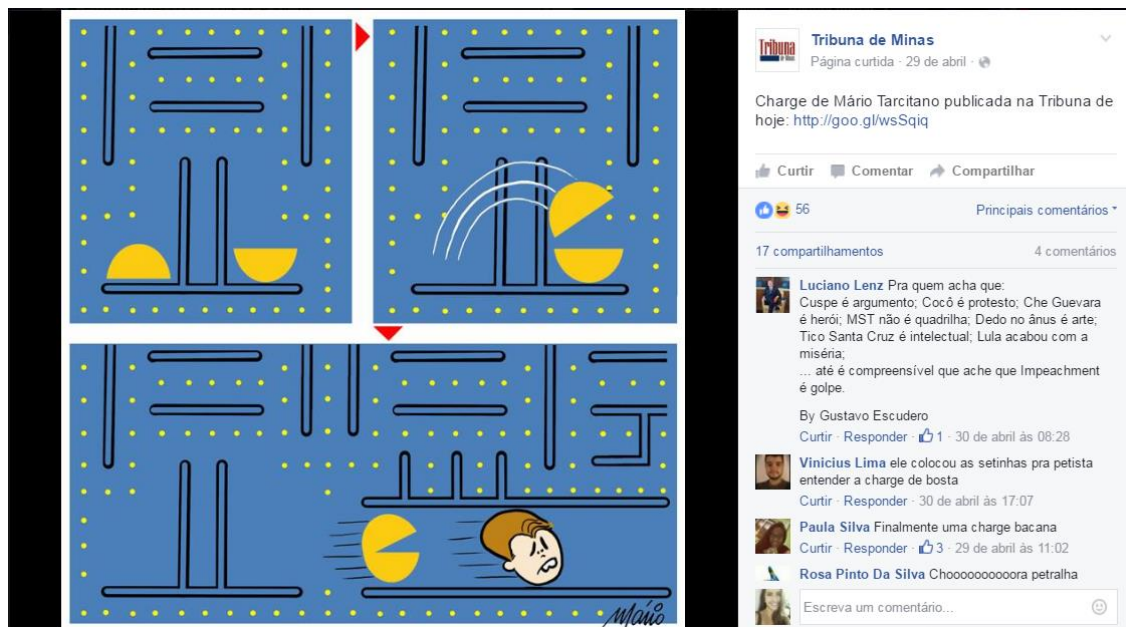 Tribuna
de Minas
Tribuna de Minas
Página curtida · 29 de abril ·
Charge de Mário Tarcitano publicada na Tribuna de
hoje: http://goo.gl/wsSqiq
Curtir Comentar Compartilhar
56 Principais comentários
17 compartilhamentos 4 comentários
Luciano Lenz Pra quem acha que:
Cuspe é argumento; Cocô é protesto; Che Guevara
é herói; MST não é quadrilha; Dedo no ânus é arte;
Tico Santa Cruz é intelectual; Lula acabou com a
miséria;
... até é compreensível que ache que Impeachment
é golpe.
By Gustavo Escudero
Curtir · Responder · 1 · 30 de abril às 08:28
Vinicius Lima ele colocou as setinhas pra petista
entender a charge de bosta
Curtir · Responder · 30 de abril às 17:07
Paula Silva Finalmente uma charge bacana
Curtir · Responder · 3 · 29 de abril às 11:02
Rosa Pinto Da Silva Choooooooooora petralha
Escreva um comentário...
Mário